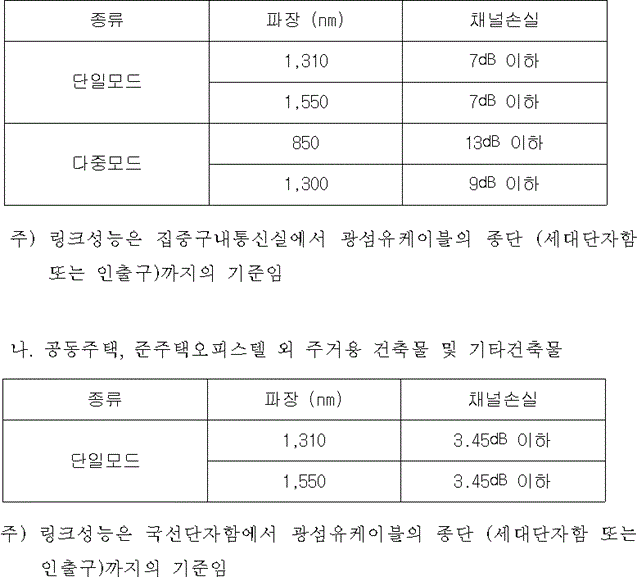 종류 파장 (nm) 채널손실
단일모드 1,310 7dB 이하
1,550 7dB 이하
다중모드 850 13dB 이하
1,300 9dB 이하
주) 링크성능은 집중구내통신실에서 광섬유케이블의 종단 (세대단자함
또는 인출구)까지의 기준임
나. 공동주택, 준주택오피스텔 외 주거용 건축물 및 기타건축물
종류 파장 (nm) 채널손실
단일모드 1,310 3.45dB 이하
1,550 3.45dB 이하
주) 링크성능은 국선단자함에서 광섬유케이블의 종단 (세대단자함 또는
인출구)까지의 기준임